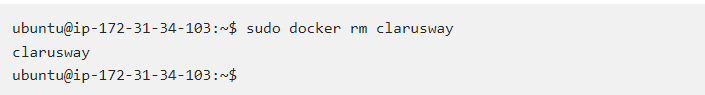 ubuntu@ip-172-31-34-103:~$ sudo docker rm clarusway
clarusway
ubuntu@ip-172-31-34-103:~$